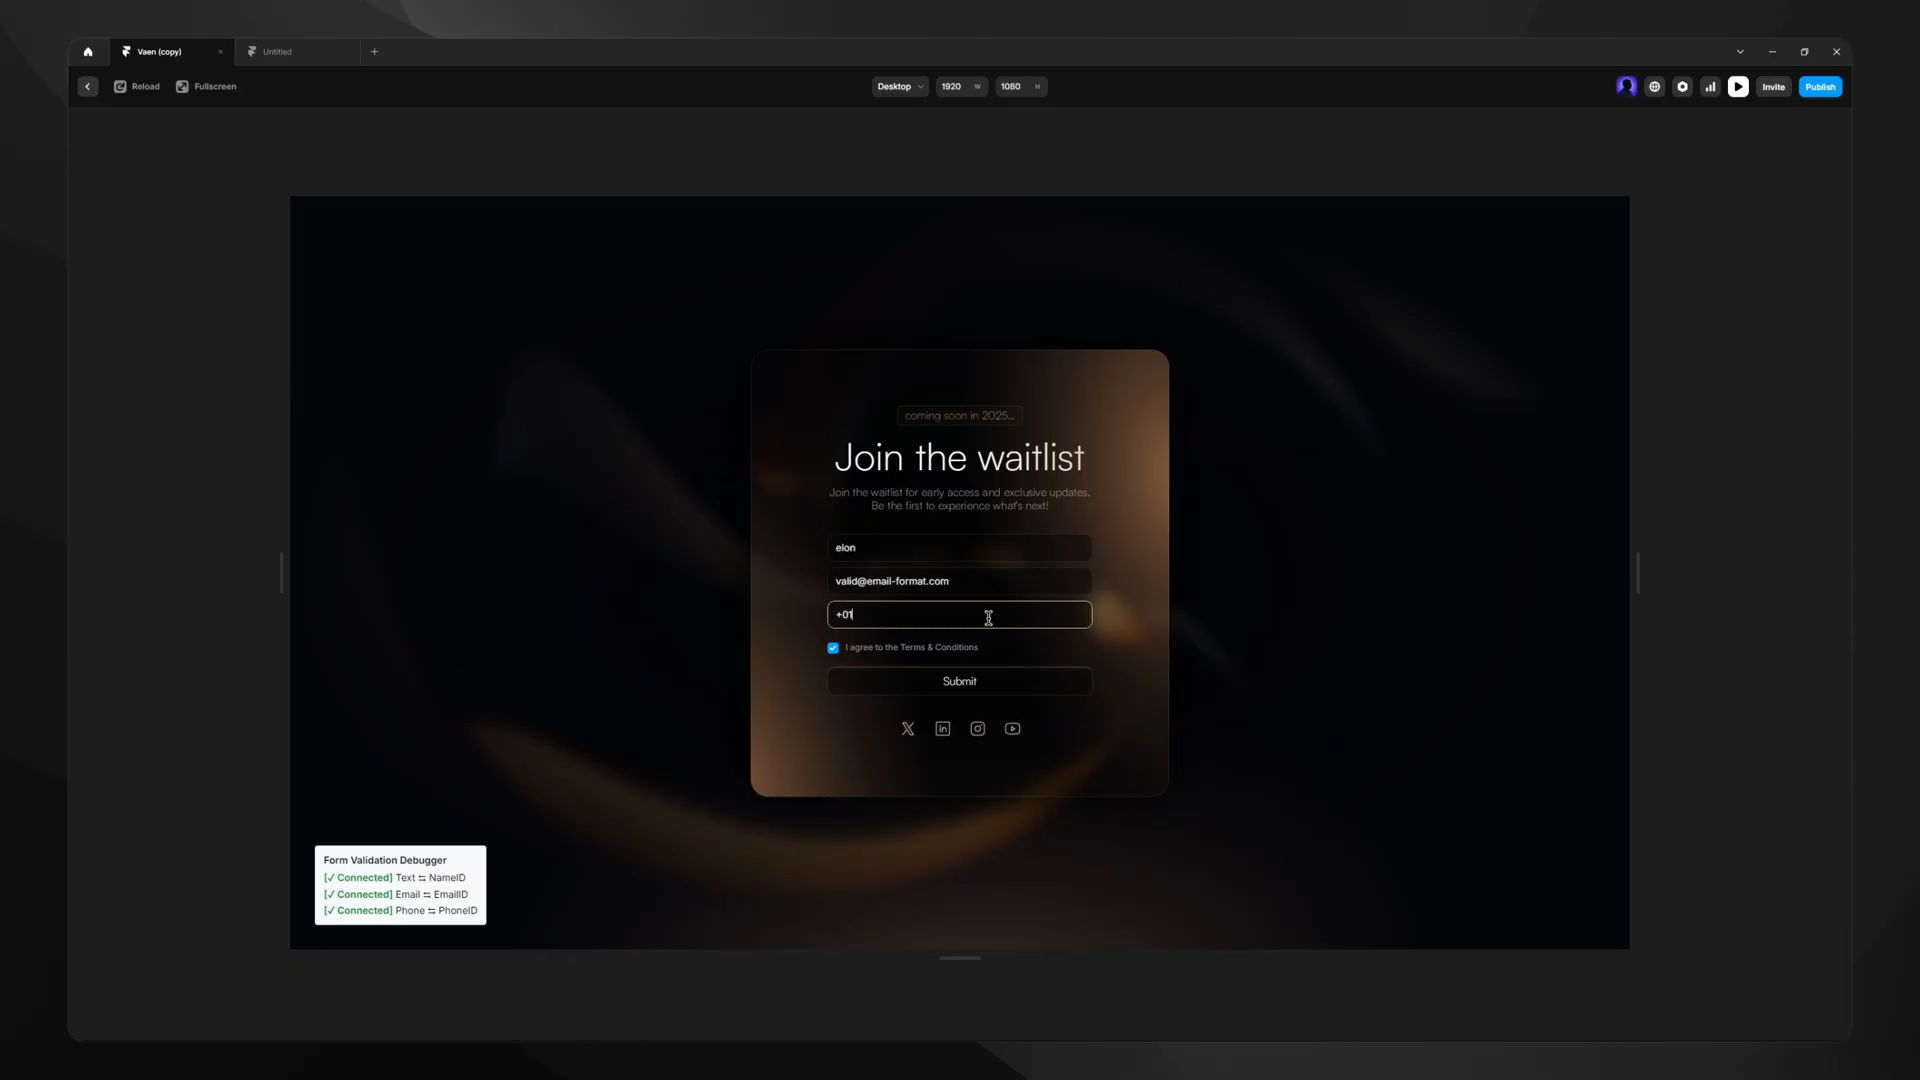 Vaen (copy)
Untitled
Reload
Fullscreen
Desktop
1920 W
1080 H
Invite
Publish
coming soon in 2025...
Join the waitlist
Join the waitlist for early access and exclusive updates.
Be the first to experience what's next!
elon
valid@email-format.com
+01
I agree to the Terms & Conditions
Submit
Form Validation Debugger
[✓ Connected] Text ⇆ NameID
[✓ Connected] Email ⇆ EmailID
[✓ Connected] Phone ⇆ PhoneID